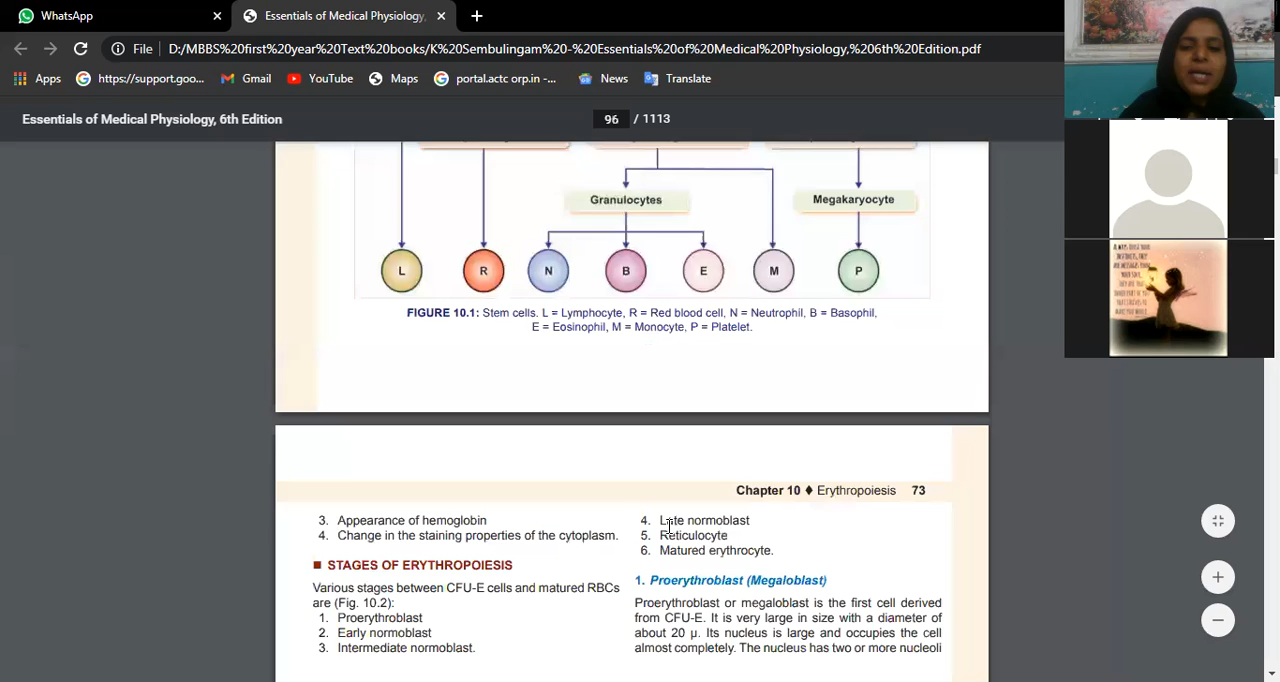 WhatsApp
Essentials of Medical Physiology,
File
D:/MBBS%20first%20year%20Text%20books/K%20Sembulingam%20-%20Essentials%20of%20Medical%20Physiology,%206th%20Edition.pdf
Apps
https://support.goo...
Gmail
YouTube
Maps
portal.actc orp.in -...
News
Translate
Essentials of Medical Physiology, 6th Edition
96 / 1113
Granulocytes
Megakaryocyte
L
R
N
B
E
M
P
FIGURE 10.1: Stem cells. L = Lymphocyte, R = Red blood cell, N = Neutrophil, B = Basophil,
E = Eosinophil, M = Monocyte, P = Platelet.
Chapter 10 ♦ Erythropoiesis 73
3. Appearance of hemoglobin
4. Change in the staining properties of the cytoplasm.
STAGES OF ERYTHROPOIESIS
Various stages between CFU-E cells and matured RBCs
are (Fig. 10.2):
1. Proerythroblast
2. Early normoblast
3. Intermediate normoblast.
4. Late normoblast
5. Reticulocyte
6. Matured erythrocyte.
1. Proerythroblast (Megaloblast)
Proerythroblast or megaloblast is the first cell derived
from CFU-E. It is very large in size with a diameter of
about 20 µ. Its nucleus is large and occupies the cell
almost completely. The nucleus has two or more nucleoli